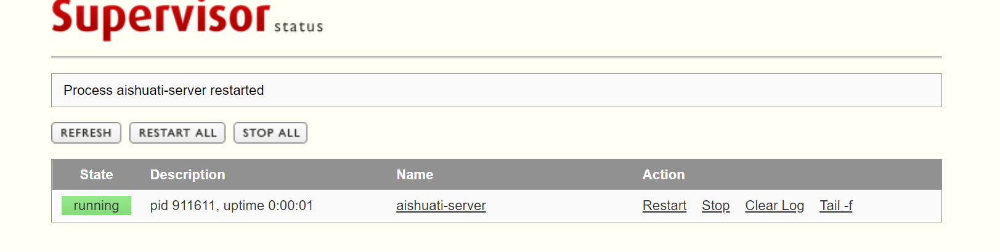 Supervisor status
Process aishuati-server restarted
REFRESH RESTART ALL STOP ALL
State Description Name Action
running pid 911611, uptime 0:00:01 aishuati-server Restart Stop Clear Log Tail -f